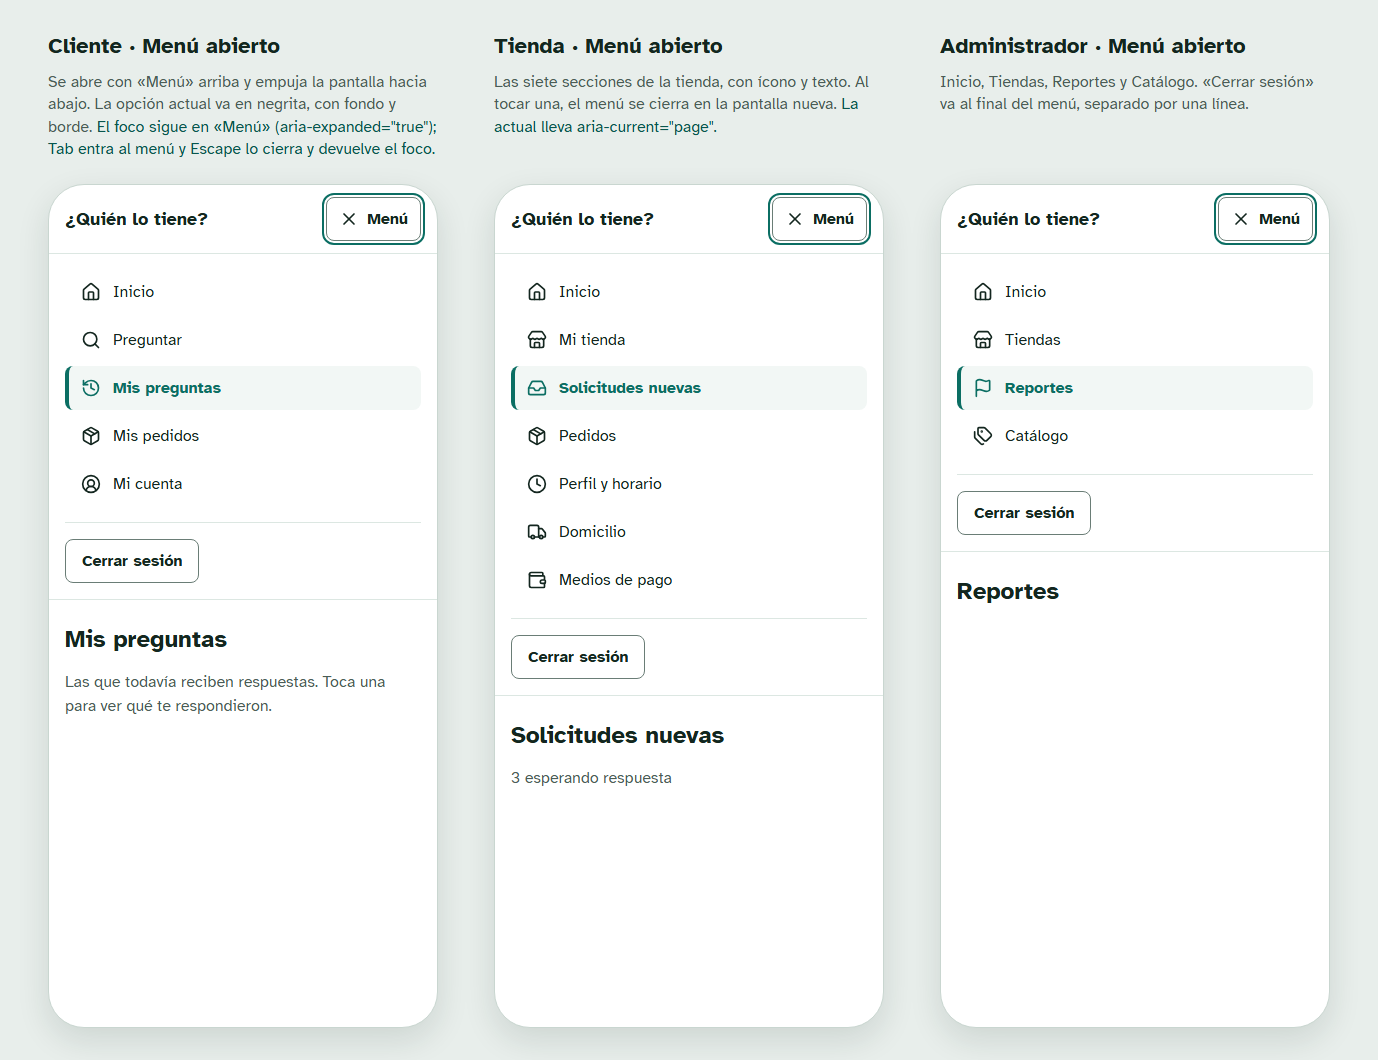 Cliente · Menú abierto
Se abre con «Menú» arriba y empuja la pantalla hacia
abajo. La opción actual va en negrita, con fondo y
borde. El foco sigue en «Menú» (aria-expanded="true");
Tab entra al menú y Escape lo cierra y devuelve el foco.
¿Quién lo tiene?
Menú
Inicio
Preguntar
Mis preguntas
Mis pedidos
Mi cuenta
Cerrar sesión
Mis preguntas
Las que todavía reciben respuestas. Toca una
para ver qué te respondieron.
Tienda · Menú abierto
Las siete secciones de la tienda, con ícono y texto. Al
tocar una, el menú se cierra en la pantalla nueva. La
actual lleva aria-current="page".
¿Quién lo tiene?
Menú
Inicio
Mi tienda
Solicitudes nuevas
Pedidos
Perfil y horario
Domicilio
Medios de pago
Cerrar sesión
Solicitudes nuevas
3 esperando respuesta
Administrador · Menú abierto
Inicio, Tiendas, Reportes y Catálogo. «Cerrar sesión»
va al final del menú, separado por una línea.
¿Quién lo tiene?
Menú
Inicio
Tiendas
Reportes
Catálogo
Cerrar sesión
Reportes